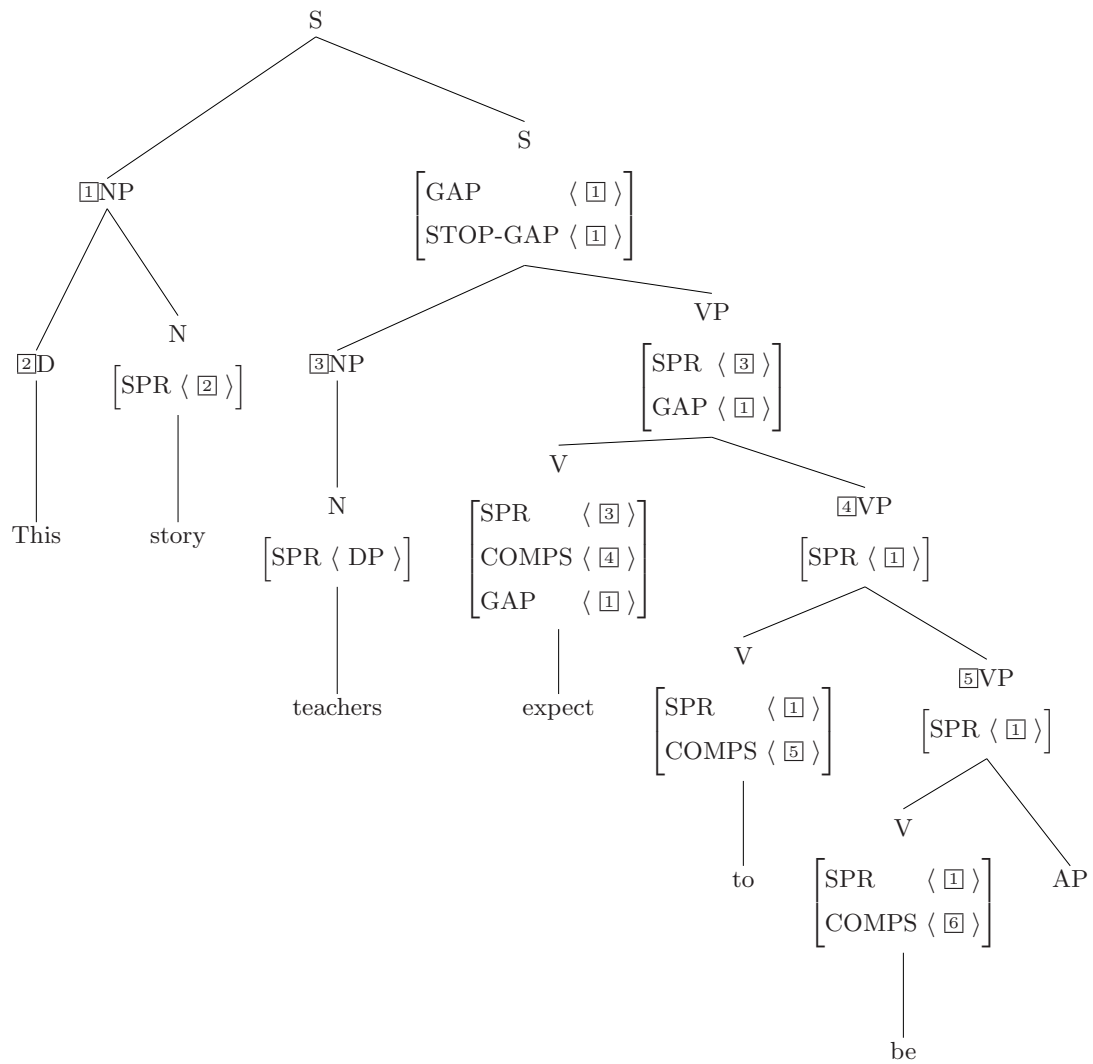 S
S
1NP
[GAP ⟨ 1 ⟩
STOP-GAP ⟨ 1 ⟩]
VP
N
2D
3NP
[SPR ⟨ 2 ⟩]
[SPR ⟨ 3 ⟩
GAP ⟨ 1 ⟩]
V
4VP
N
[SPR ⟨ 3 ⟩
COMPS ⟨ 4 ⟩
GAP ⟨ 1 ⟩]
This story
[SPR ⟨ DP ⟩]
[SPR ⟨ 1 ⟩]
V
5VP
teachers expect
[SPR ⟨ 1 ⟩
COMPS ⟨ 5 ⟩]
[SPR ⟨ 1 ⟩]
V
to
[SPR ⟨ 1 ⟩
COMPS ⟨ 6 ⟩]
AP
be